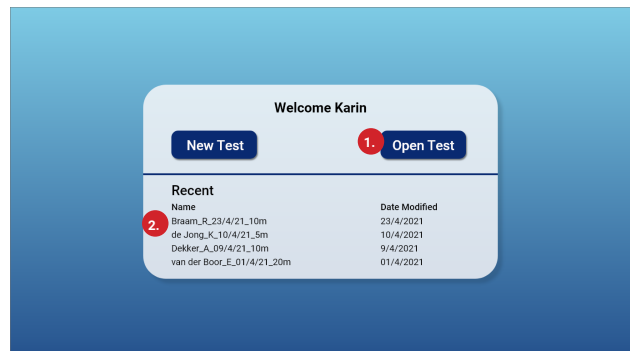 Welcome Karin
New Test
1.
Open Test
Recent
Name Date Modified
2.
Braam_R_23/4/21_10m 23/4/2021
de Jong_K_10/4/21_5m 10/4/2021
Dekker_A_09/4/21_10m 9/4/2021
van der Boor_E_01/4/21_20m 01/4/2021